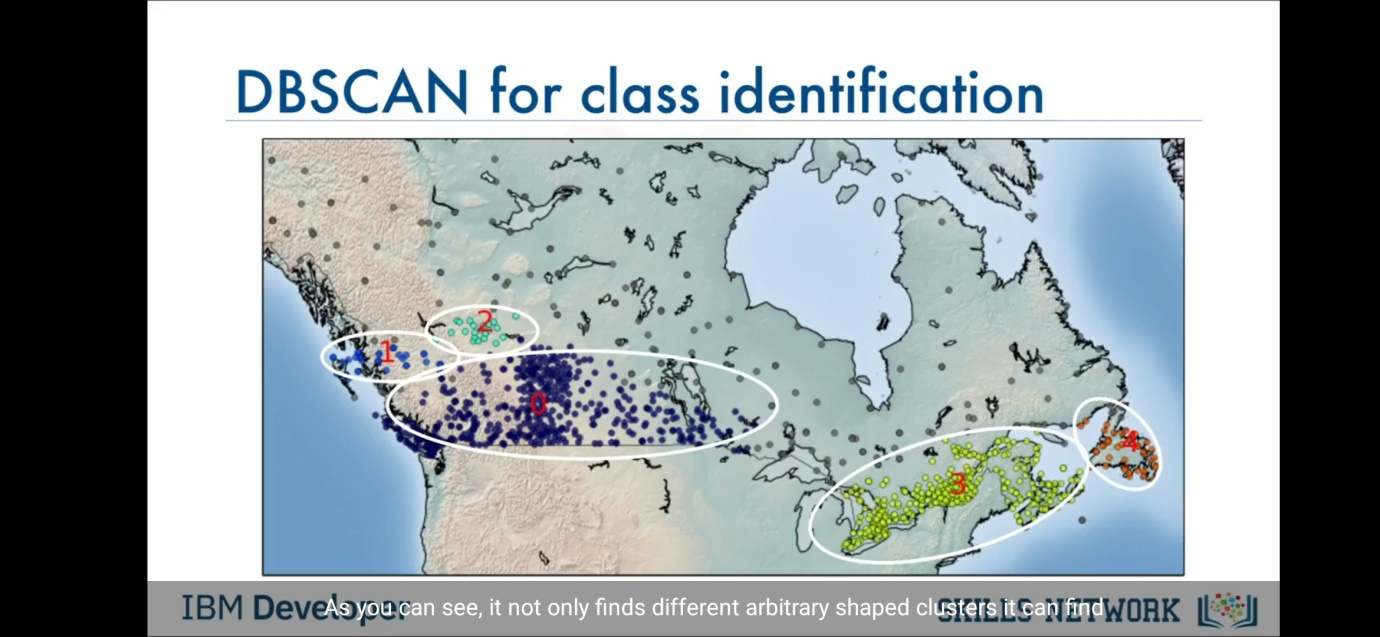 DBSCAN for class identification
2
1
0
4
3
IBM Developer
As you can see, it not only finds different arbitrary shaped clusters it can find
SKILLS NETWORK